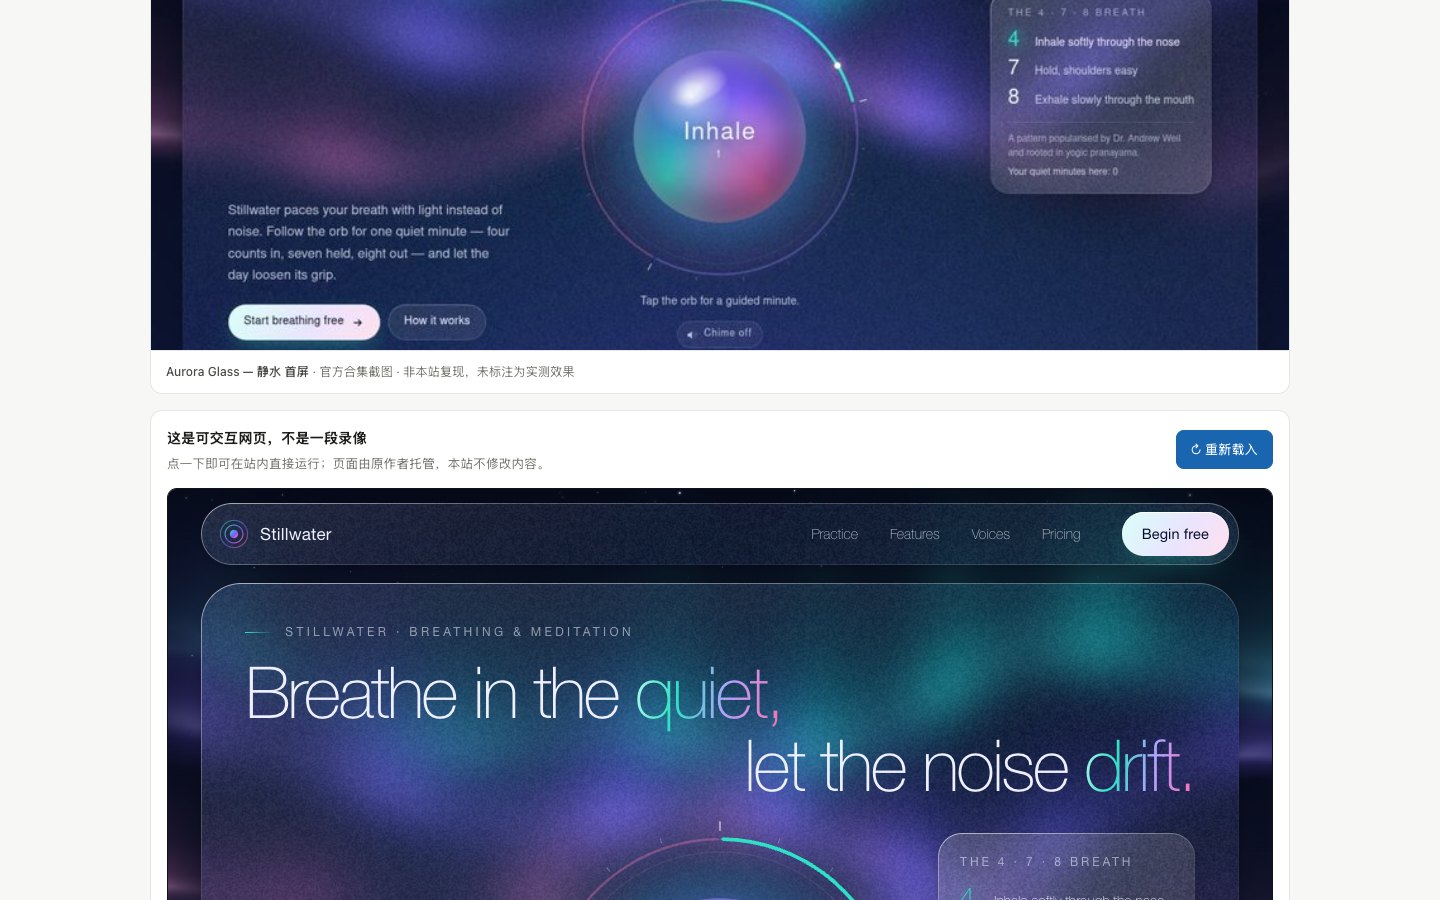 THE 4 · 7 · 8 BREATH
4 Inhale softly through the nose
7 Hold, shoulders easy
8 Exhale slowly through the mouth
A pattern popularised by Dr. Andrew Weil
and rooted in yogic pranayama.
Your quiet minutes here: 0
Inhale
1
Stillwater paces your breath with light instead of
noise. Follow the orb for one quiet minute — four
counts in, seven held, eight out — and let the
day loosen its grip.
Start breathing free →
How it works
Tap the orb for a guided minute.
Chime off
Aurora Glass — 静水 首屏 · 官方合集截图 · 非本站复现，未标注为实测效果
这是可交互网页，不是一段录像
点一下即可在站内直接运行；页面由原作者托管，本站不修改内容。
↻ 重新载入
Stillwater
Practice
Features
Voices
Pricing
Begin free
STILLWATER · BREATHING & MEDITATION
Breathe in the quiet,
let the noise drift.
THE 4 · 7 · 8 BREATH
4 Inhale softly through the nose